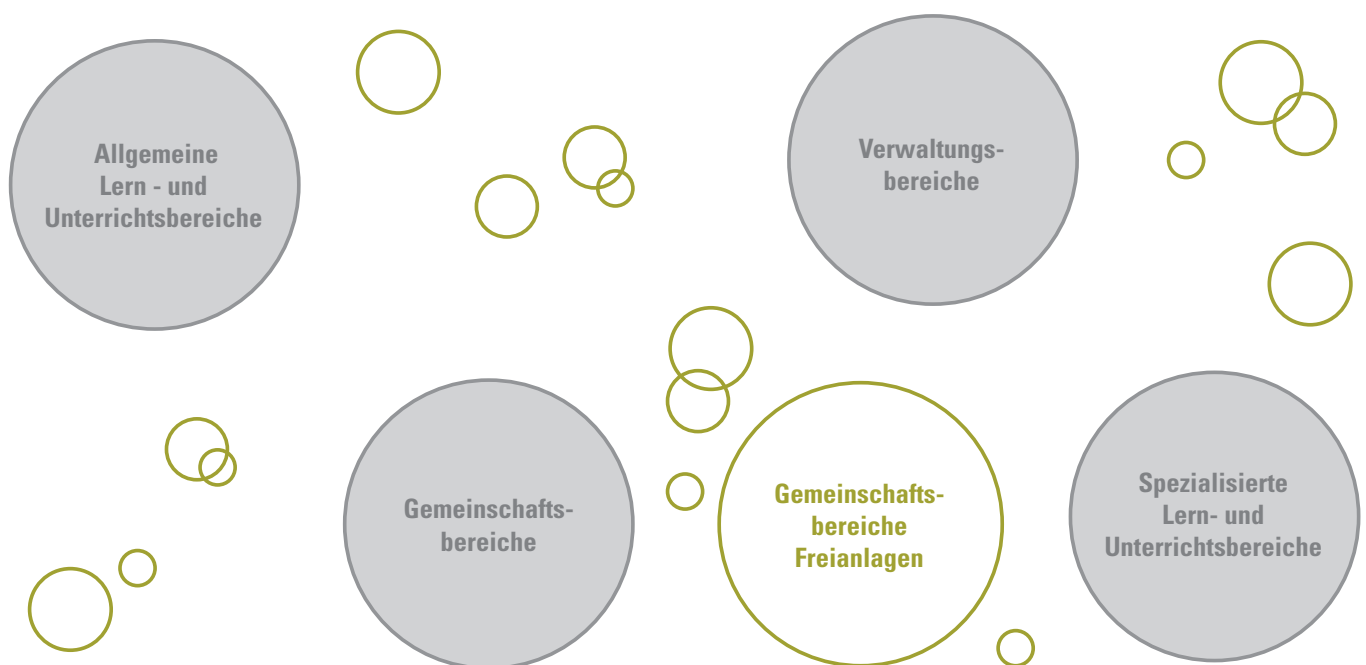 Allgemeine
Lern - und
Unterrichtsbereiche
Verwaltungs-
bereiche
Gemeinschafts-
bereiche
Gemeinschafts-
bereiche
Freianlagen
Spezialisierte
Lern- und
Unterrichtsbereiche